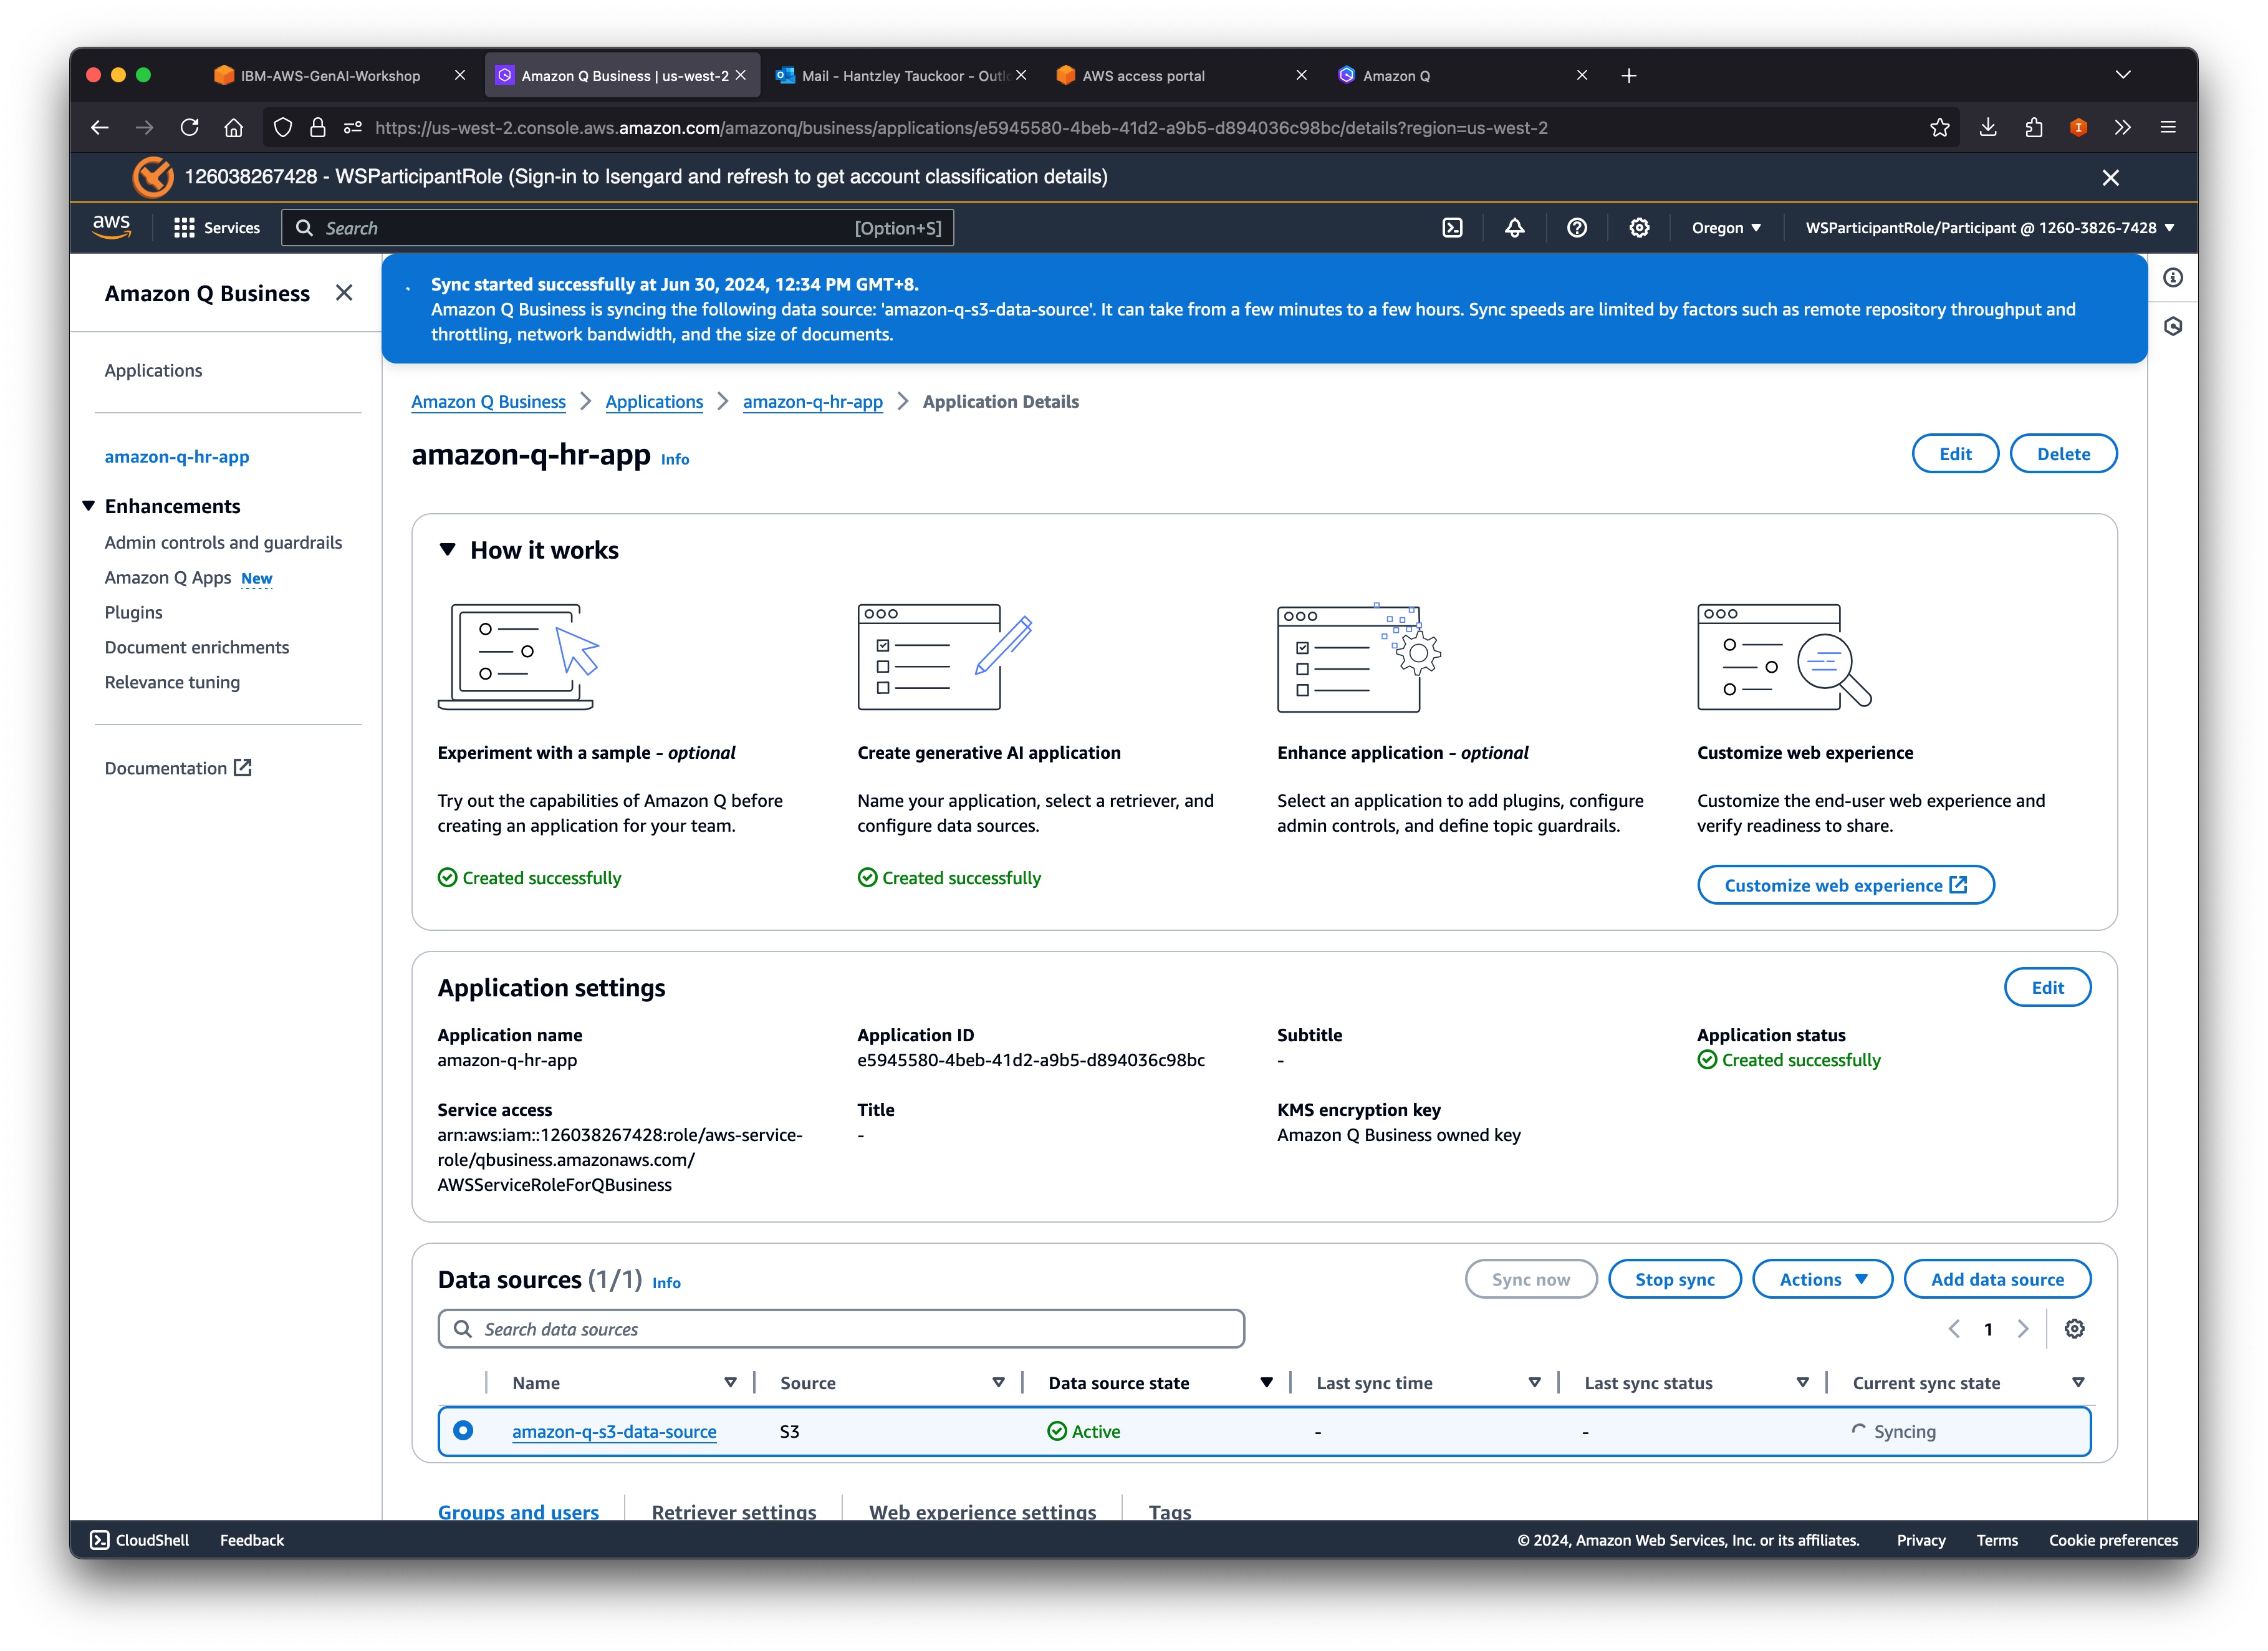 IBM-AWS-GenAI-Workshop
Amazon Q Business | us-west-2
Mail - Hantzley Tauckoor - Outlo
AWS access portal
Amazon Q
https://us-west-2.console.aws.amazon.com/amazonq/business/applications/e5945580-4beb-41d2-a9b5-d894036c98bc/details?region=us-west-2
126038267428 - WSParticipantRole (Sign-in to Isengard and refresh to get account classification details)
aws
Services
Search
[Option+S]
Oregon
WSParticipantRole/Participant @ 1260-3826-7428
Amazon Q Business
Applications
amazon-q-hr-app
Enhancements
Admin controls and guardrails
Amazon Q Apps New
Plugins
Document enrichments
Relevance tuning
Documentation
Sync started successfully at Jun 30, 2024, 12:34 PM GMT+8.
Amazon Q Business is syncing the following data source: 'amazon-q-s3-data-source'. It can take from a few minutes to a few hours. Sync speeds are limited by factors such as remote repository throughput and
throttling, network bandwidth, and the size of documents.
Amazon Q Business > Applications > amazon-q-hr-app > Application Details
amazon-q-hr-app Info
Edit
Delete
How it works
Experiment with a sample - optional
Try out the capabilities of Amazon Q before
creating an application for your team.
Created successfully
Create generative AI application
Name your application, select a retriever, and
configure data sources.
Created successfully
Enhance application - optional
Select an application to add plugins, configure
admin controls, and define topic guardrails.
Customize web experience
Customize the end-user web experience and
verify readiness to share.
Customize web experience
Application settings
Edit
Application name
amazon-q-hr-app
Application ID
e5945580-4beb-41d2-a9b5-d894036c98bc
Subtitle
-
Application status
Created successfully
Service access
arn:aws:iam::126038267428:role/aws-service-
role/qbusiness.amazonaws.com/
AWSServiceRoleForQBusiness
Title
-
KMS encryption key
Amazon Q Business owned key
Data sources (1/1) Info
Sync now
Stop sync
Actions
Add data source
Search data sources
1
Name
Source
Data source state
Last sync time
Last sync status
Current sync state
amazon-q-s3-data-source
S3
Active
-
-
Syncing
Groups and users
Retriever settings
Web experience settings
Tags
CloudShell
Feedback
© 2024, Amazon Web Services, Inc. or its affiliates.
Privacy
Terms
Cookie preferences